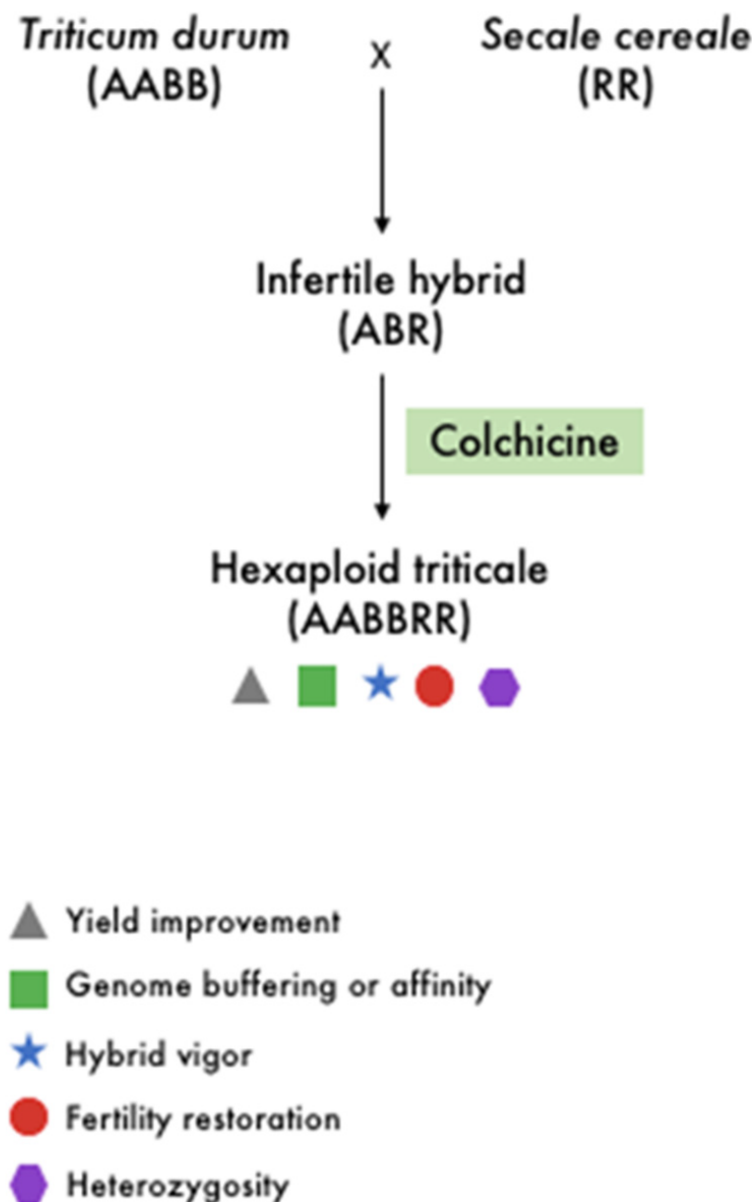 Triticum durum
(AABB)
X
Secale cereale
(RR)
Infertile hybrid
(ABR)
Colchicine
Hexaploid triticale
(AABBRR)
Yield improvement
Genome buffering or affinity
Hybrid vigor
Fertility restoration
Heterozygosity